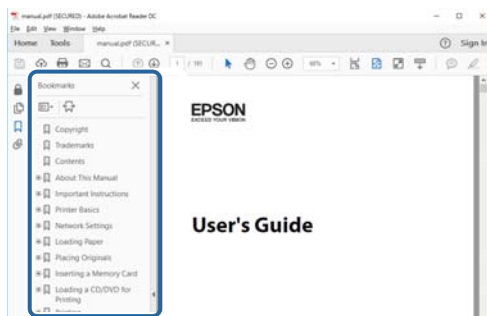 manual.pdf (SECURED) - Adobe Acrobat Reader DC
File Edit View Window Help
Home Tools manual.pdf (SECUR... × Sign In
1 / 191
Bookmarks
EPSON
EXCEED YOUR VISION
Copyright
Trademarks
Contents
About This Manual
Important Instructions
Printer Basics
Network Settings
User's Guide
Loading Paper
Placing Originals
Inserting a Memory Card
Loading a CD/DVD for
Printing